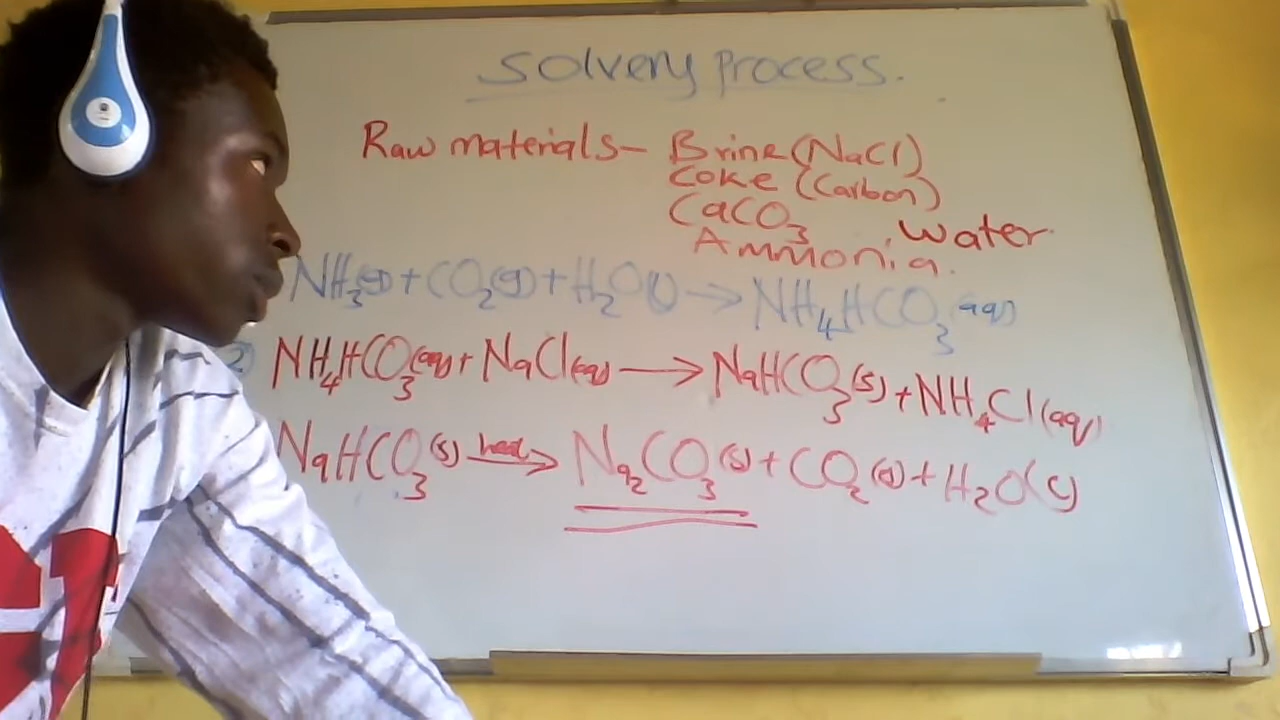 Solvery process.
Raw materials- Brine (NaCl)
Coke (Carbon)
CaCO3 Water.
Ammonia.
NH3(g) + CO2(g) + H2O(l) → NH4HCO3(aq)
2) NH4HCO3(aq) + NaCl(aq) → NaHCO3(s) + NH4Cl(aq)
NaHCO3(s) heat → Na2CO3(s) + CO2(g) + H2O(l)